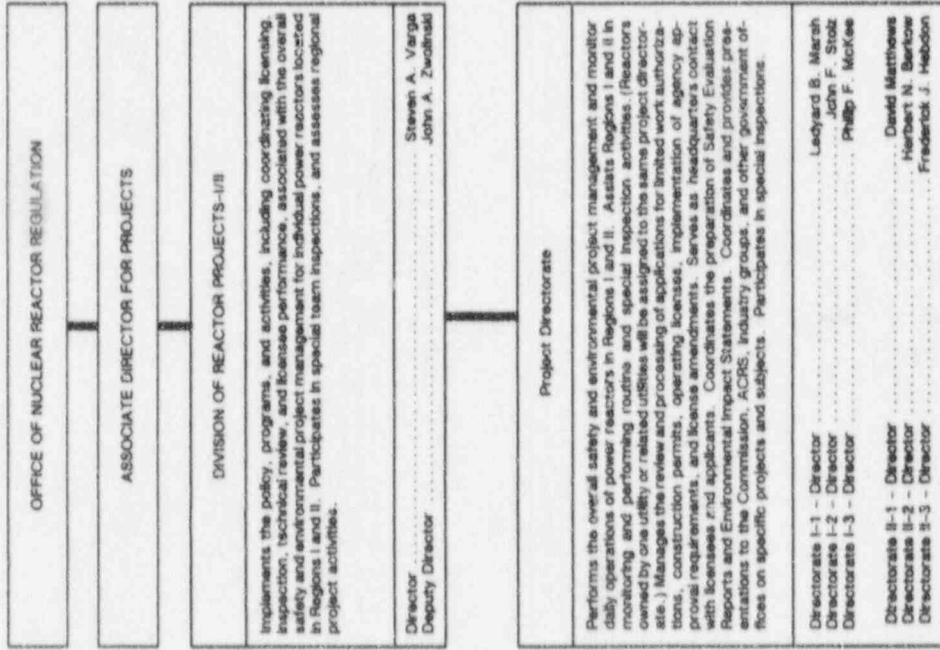 OFFICE OF NUCLEAR REACTOR REGULATION
ASSOCIATE DIRECTOR FOR PROJECTS
DIVISION OF REACTOR PROJECTS-I/II
Implements the policy, programs, and activities, including coordinating licensing,
inspection, technical review, and licensee performance, associated with the overall
safety and environmental project management for individual power reactors located
in Regions I and II. Participates in special team inspections, and assesses regional
project activities.
Director .......... Steven A. Varga
Deputy Director .......... John A. Zwolinski
Project Directorate
Performs the overall safety and environmental project management and monitor
daily operations of power reactors in Regions I and II. Assists Regions I and II in
monitoring and performing routine and special inspection activities. (Reactors
owned by one utility or related utilities will be assigned to the same project director-
ate.) Manages the review and processing of applications for limited work authoriza-
tions, construction permits, operating licenses, implementation of agency ap-
proval requirements, and license amendments. Serves as headquarters contact
with licensees and applicants. Coordinates the preparation of Safety Evaluation
Reports and Environmental Impact Statements. Coordinates and provides pres-
entations to the Commission, ACRS, industry groups, and other government of-
fices on specific projects and subjects. Participates in special inspections.
Directorate I-1 – Director .......... Ledyard B. Marsh
Directorate I-2 – Director .......... John F. Stolz
Directorate I-3 – Director .......... Phillip F. McKee
Directorate II-1 – Director .......... David Matthews
Directorate II-2 – Director .......... Herbert N. Berkow
Directorate II-3 – Director .......... Frederick J. Hebdon